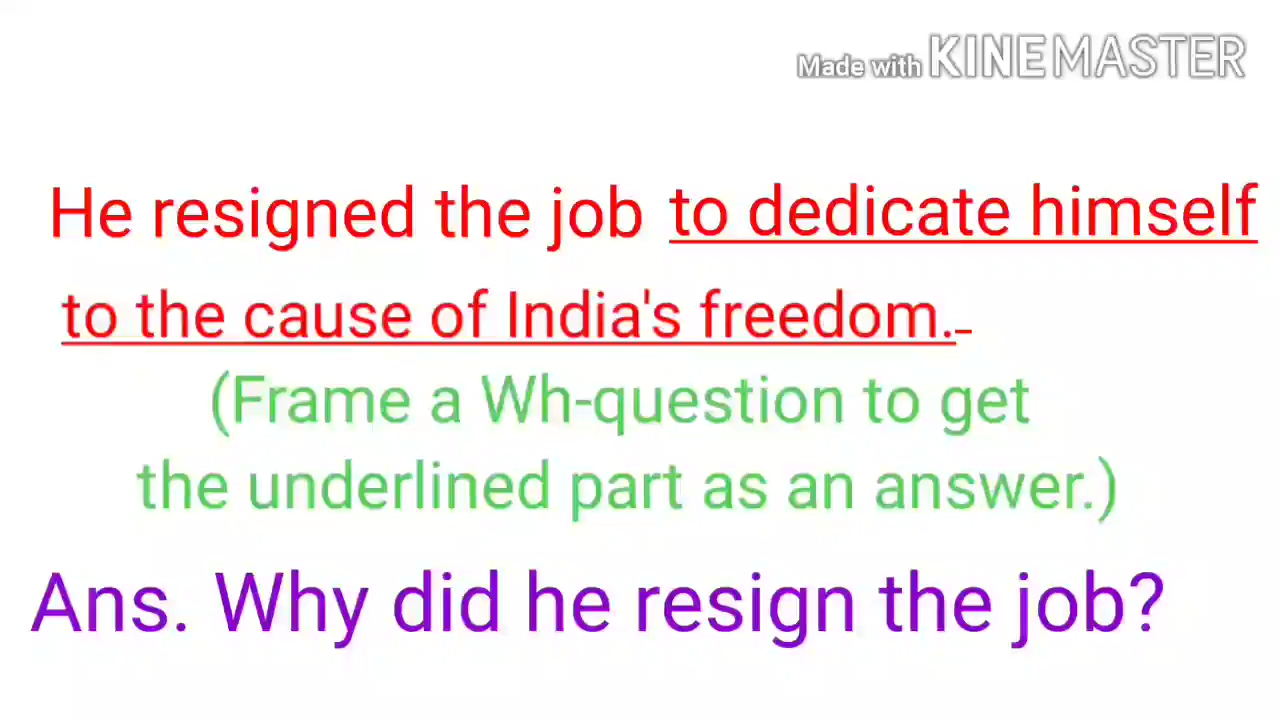 Made with KINEMASTER
He resigned the job to dedicate himself
to the cause of India's freedom.
(Frame a Wh-question to get
the underlined part as an answer.)
Ans. Why did he resign the job?